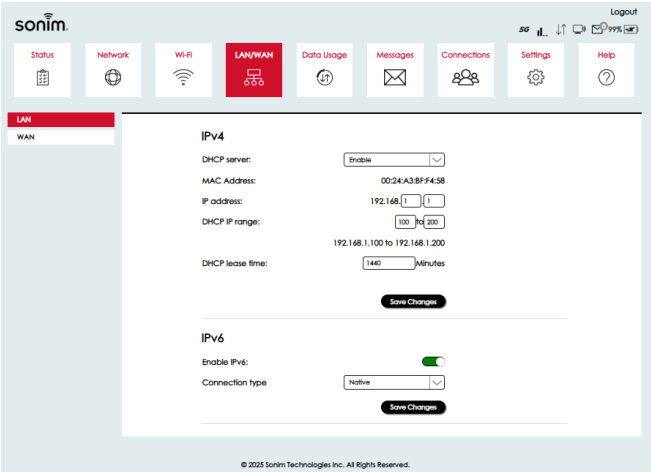 Logout
sonim.
5G 99%
Status Network Wi-Fi LAN/WAN Data Usage Messages Connections Settings Help
LAN
WAN
IPv4
DHCP server: Enable
MAC Address: 00:24:A3:BF:F4:58
IP address: 192.168. 1 . 1
DHCP IP range: 100 to 200
192.168.1.100 to 192.168.1.200
DHCP lease time: 1440 Minutes
Save Changes
IPv6
Enable IPv6:
Connection type Native
Save Changes
© 2025 Sonim Technologies Inc. All Rights Reserved.